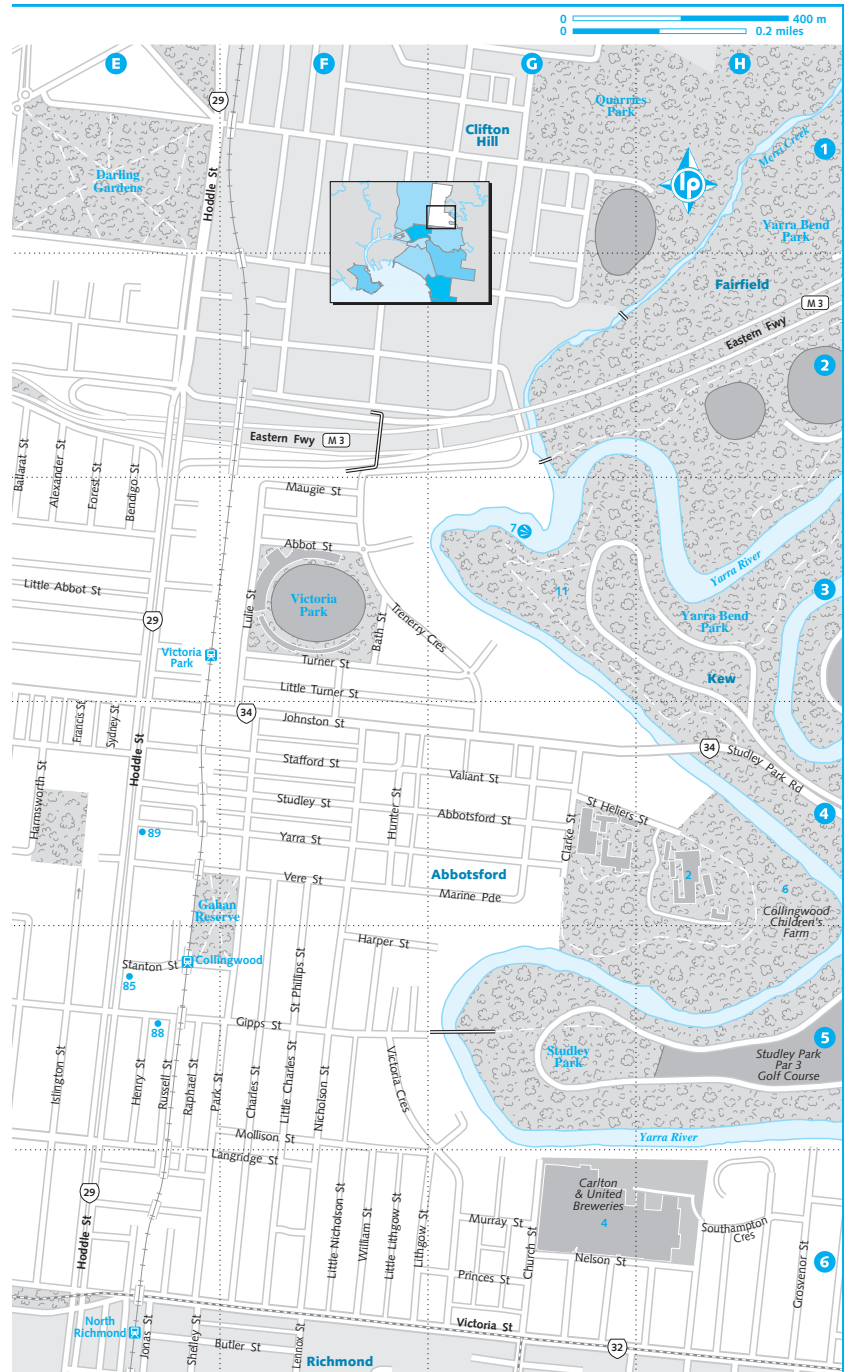 0 400 m
0 0.2 miles
E
F
G
H
29
Quarries
Park
Clifton
Hill
Merri Creek
1
Darling
Gardens
Hoddle St
lp
Yarra Bend
Park
Fairfield
M 3
Eastern Fwy
2
Eastern Fwy
M 3
Ballarat St
Alexander St
Forest St
Bendigo St
Maugie St
7
Abbot St
Yarra River
Little Abbot St
Lulie St
Victoria
Park
11
3
29
Bath St
Trenerry Cres
Yarra Bend
Park
Victoria
Park
Turner St
Kew
Little Turner St
Francis St
Sydney St
34
Johnston St
34
Studley Park Rd
Hoddle St
Stafford St
Valiant St
Harmsworth St
Studley St
Hunter St
Abbotsford St
St Heliers St
4
89
Yarra St
Clarke St
Vere St
Abbotsford
2
6
Marine Pde
Gahan
Reserve
Collingwood
Children's
Farm
Harper St
Stanton St
Collingwood
85
St Phillips St
88
Gipps St
5
Studley
Park
Studley Park
Par 3
Golf Course
Islington St
Henry St
Russell St
Raphael St
Park St
Charles St
Little Charles St
Nicholson St
Victoria Cres
Mollison St
Yarra River
Langridge St
29
Hoddle St
Little Nicholson St
William St
Little Lithgow St
Lithgow St
Carlton
& United
Breweries
4
Murray St
Church St
Southampton
Cres
Nelson St
Grosvenor St
6
Princes St
North
Richmond
Jonas St
Shelley St
Victoria St
32
Butler St
Lennox St
Richmond